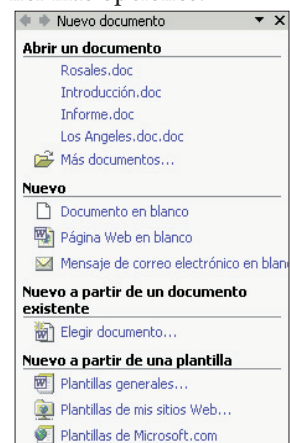 Nuevo documento
Abrir un documento
Rosales.doc
Introducción.doc
Informe.doc
Los Angeles.doc.doc
Más documentos...
Nuevo
Documento en blanco
Página Web en blanco
Mensaje de correo electrónico en blan
Nuevo a partir de un documento
existente
Elegir documento...
Nuevo a partir de una plantilla
Plantillas generales...
Plantillas de mis sitios Web...
Plantillas de Microsoft.com